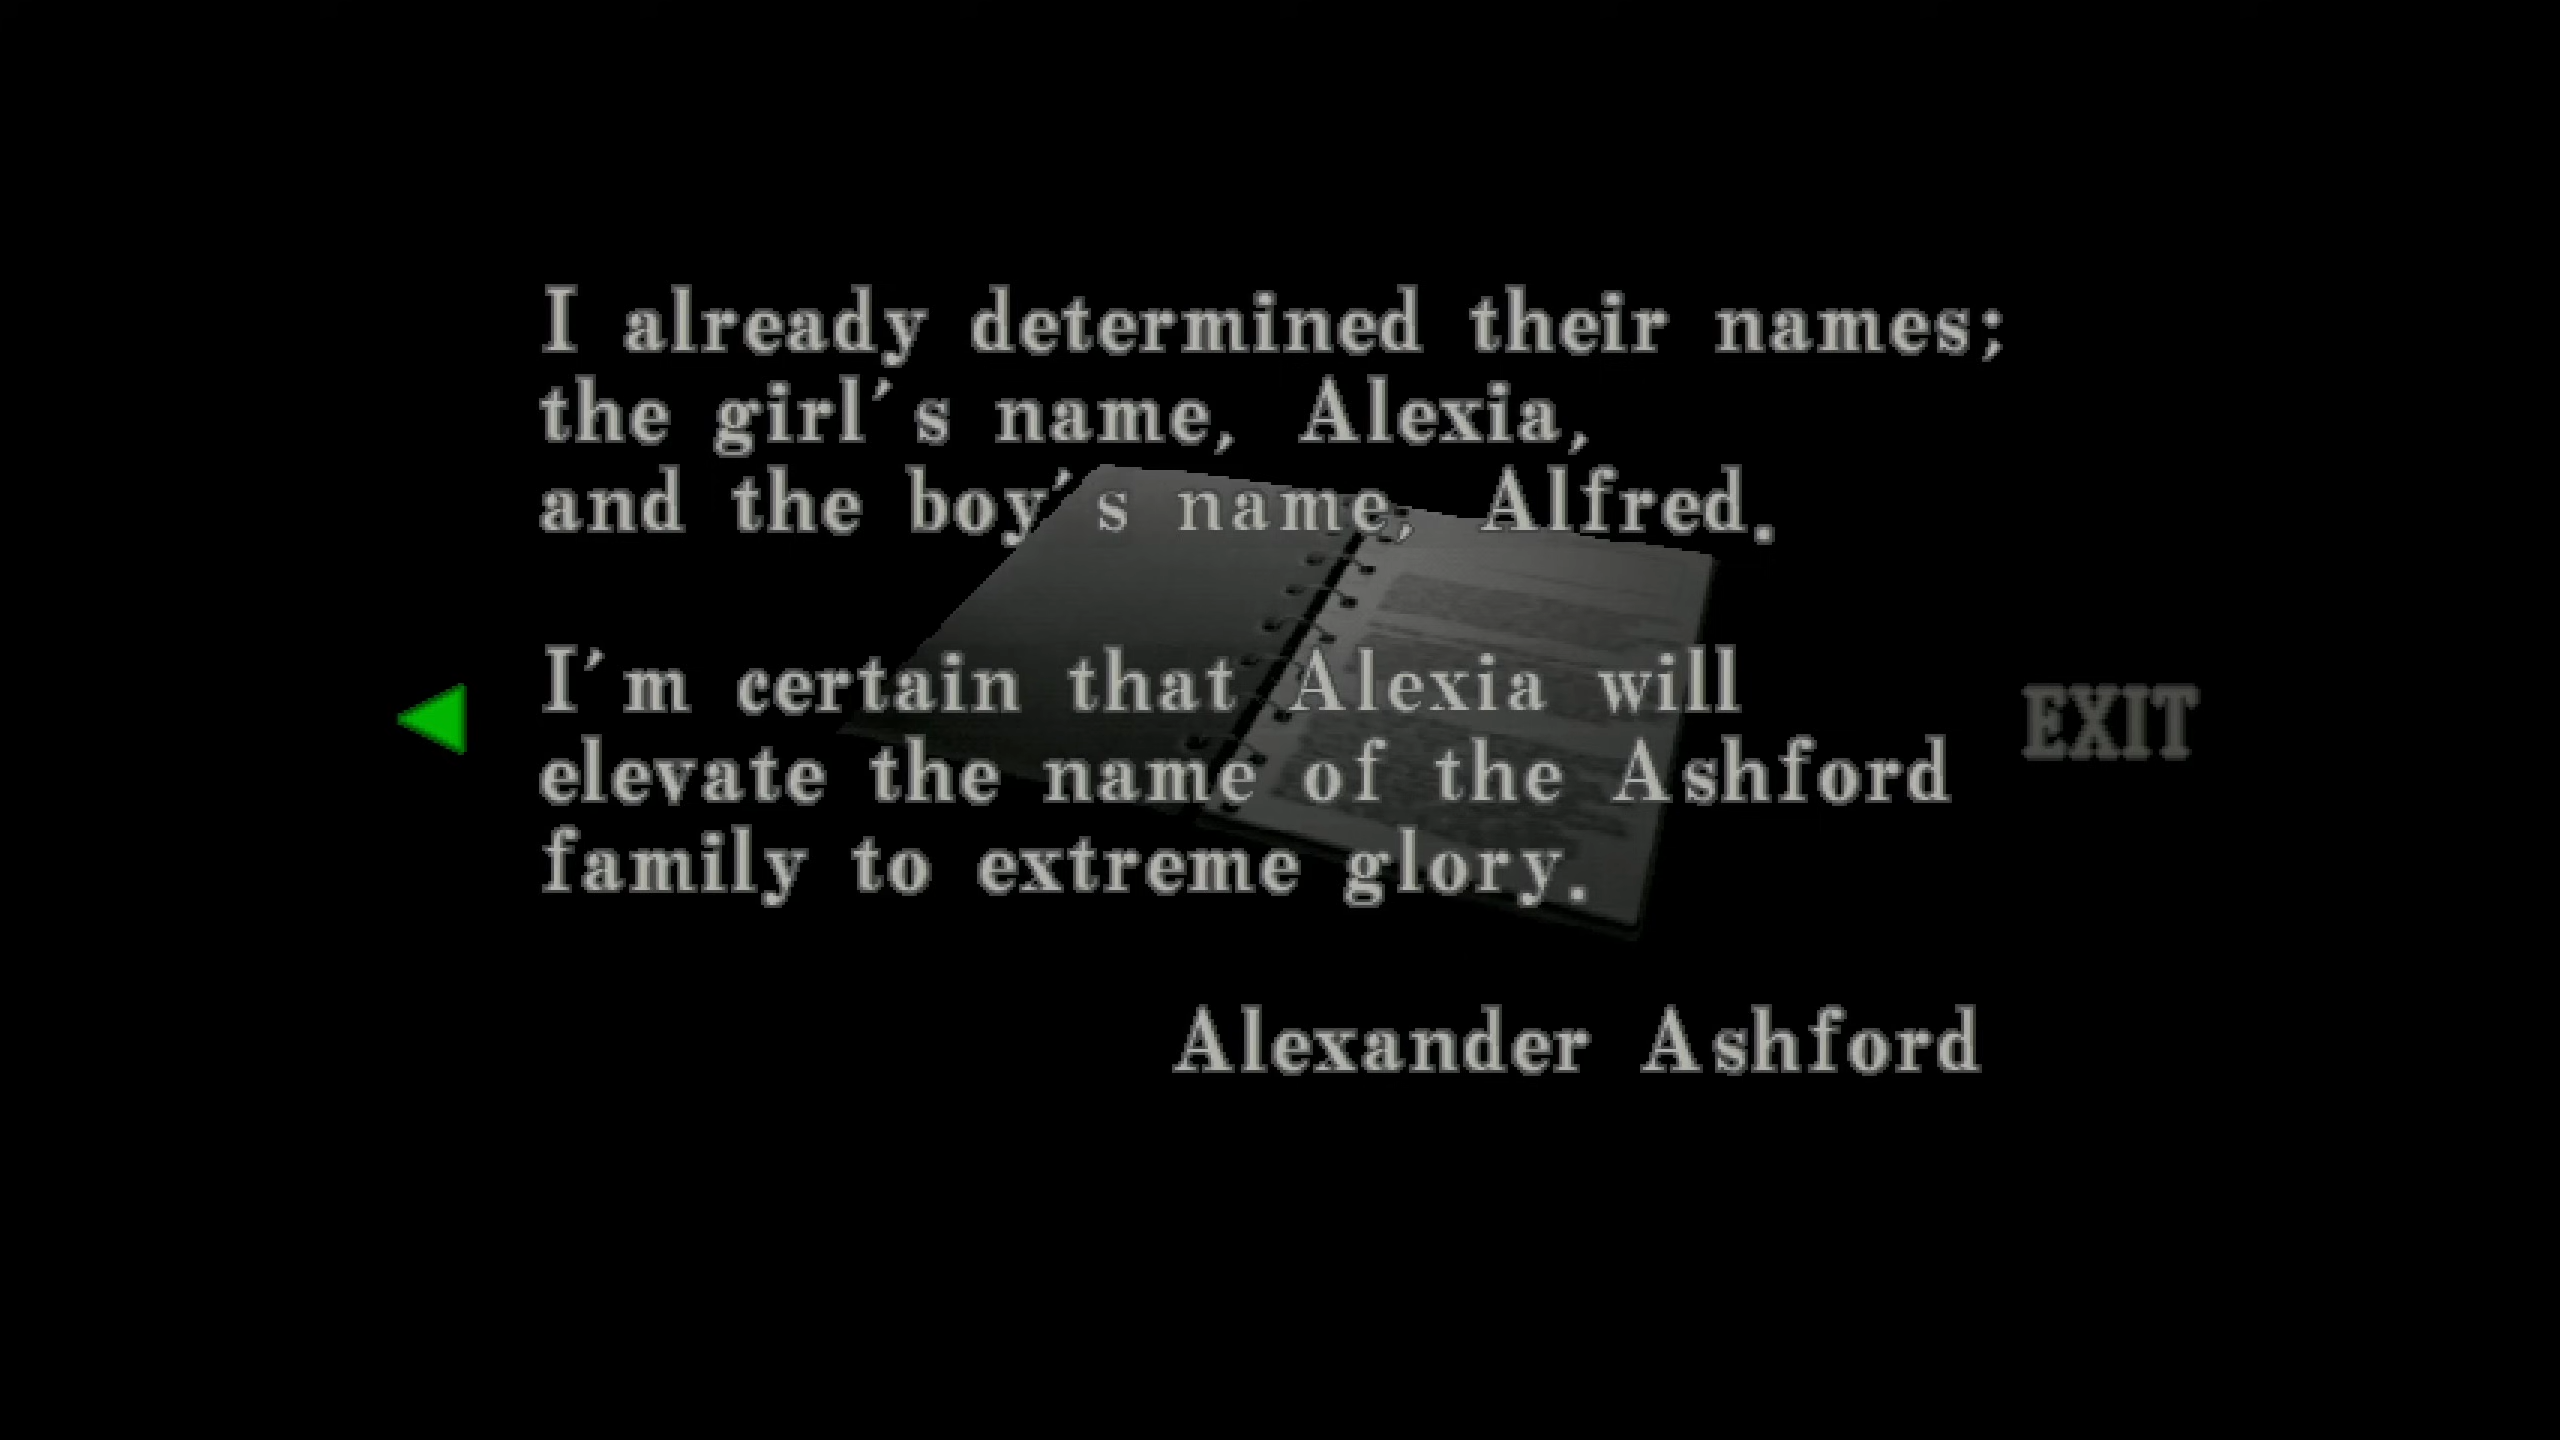 I already determined their names;
the girl's name, Alexia,
and the boy's name, Alfred.
I'm certain that Alexia will
elevate the name of the Ashford
family to extreme glory.
EXIT
Alexander Ashford